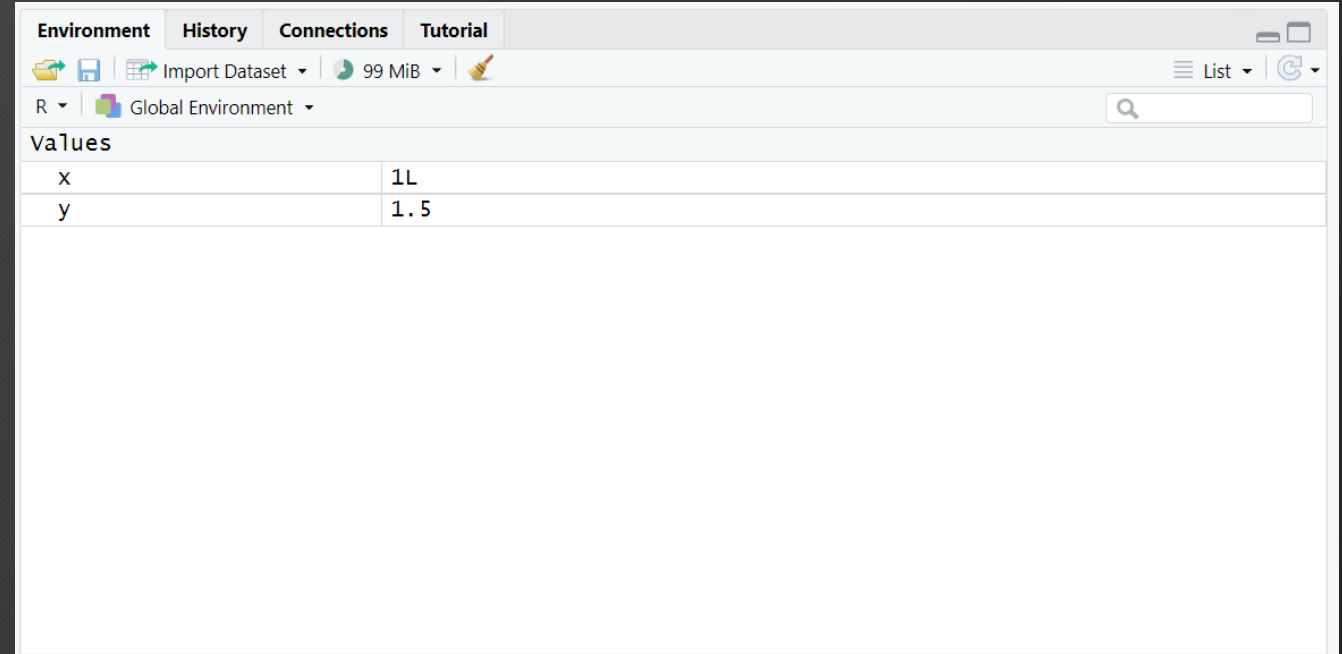 Environment History Connections Tutorial
Import Dataset 99 MiB List
R Global Environment
Values
x 1L
y 1.5